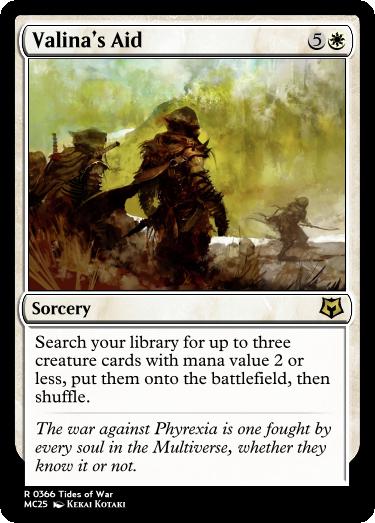 Valina's Aid 5
Sorcery
Search your library for up to three
creature cards with mana value 2 or
less, put them onto the battlefield, then
shuffle.
The war against Phyrexia is one fought by
every soul in the Multiverse, whether they
know it or not.
R 0366 Tides of War
MC25 Kekai Kotaki